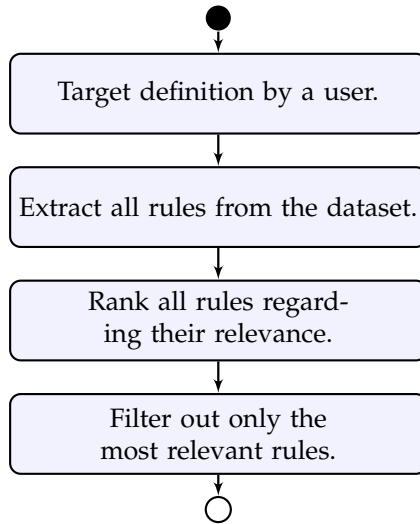 Target definition by a user.
Extract all rules from the dataset.
Rank all rules regard-
ing their relevance.
Filter out only the
most relevant rules.